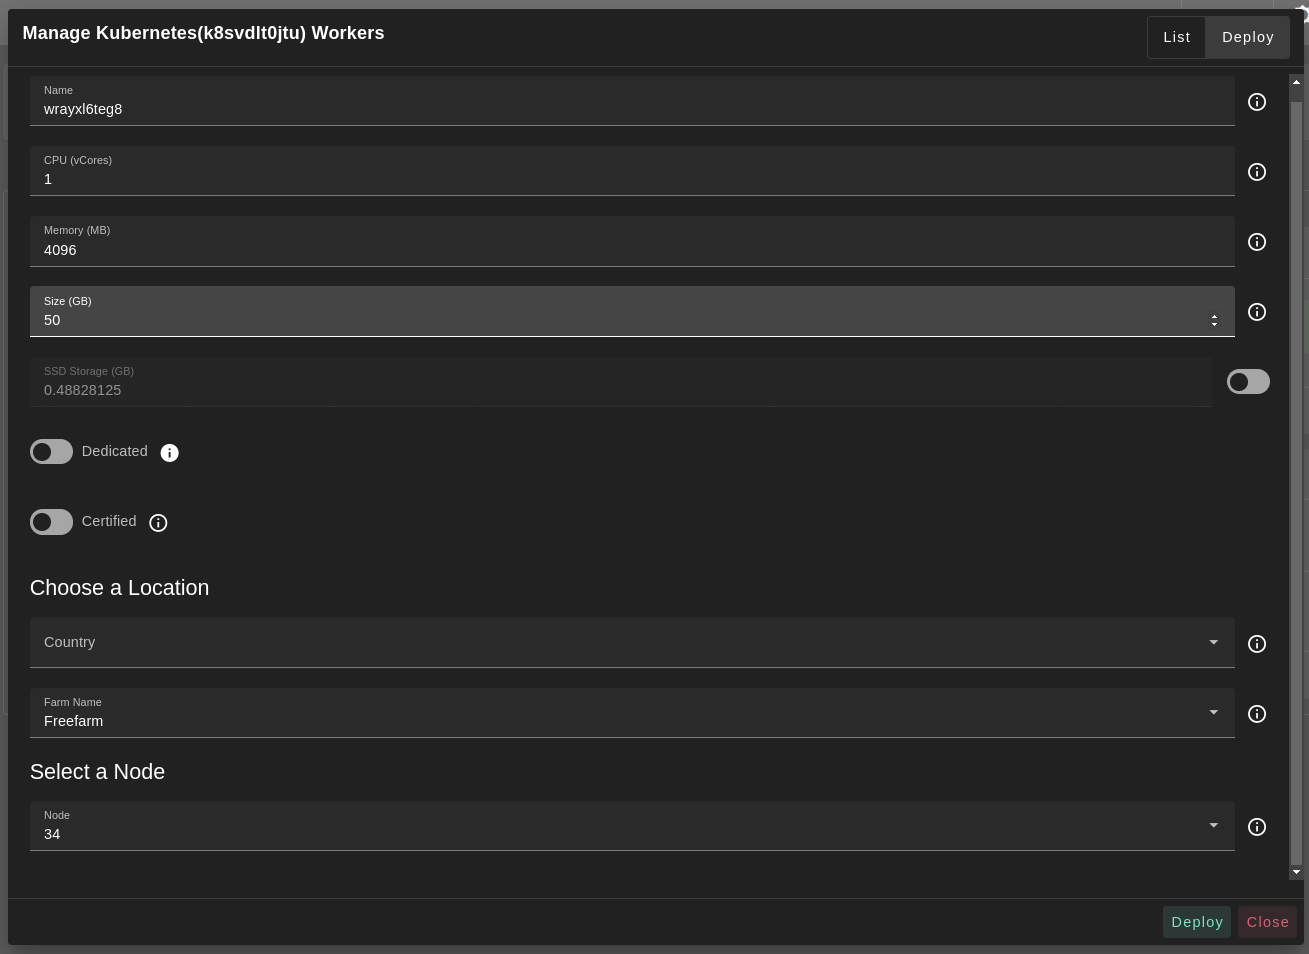 Manage Kubernetes(k8svdlt0jtu) Workers
List
Deploy
Name
wrayxl6teg8
CPU (vCores)
1
Memory (MB)
4096
Size (GB)
50
SSD Storage (GB)
0.48828125
Dedicated
Certified
Choose a Location
Country
Farm Name
Freefarm
Select a Node
Node
34
Deploy
Close